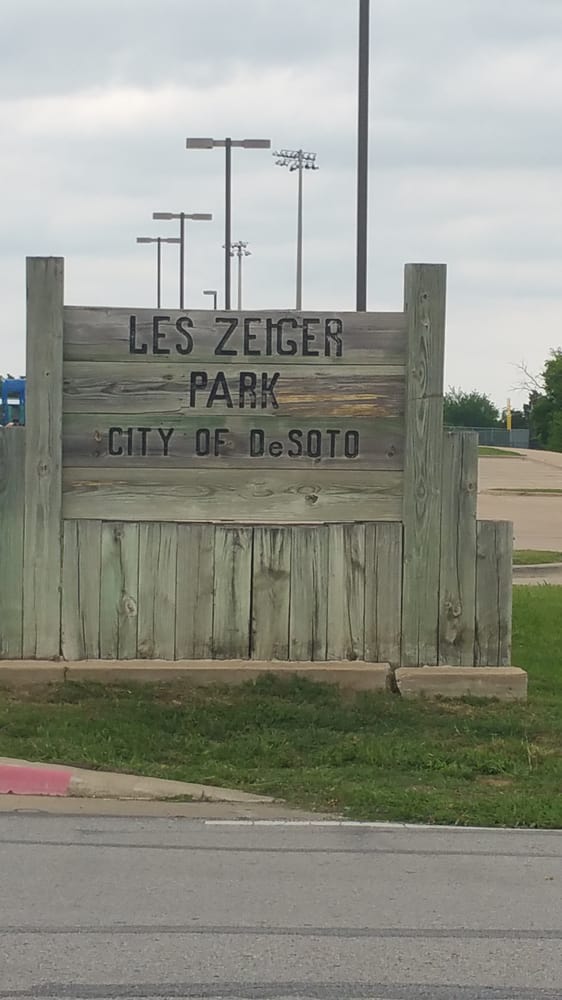 LES ZEIGER
PARK
CITY OF DeSOTO